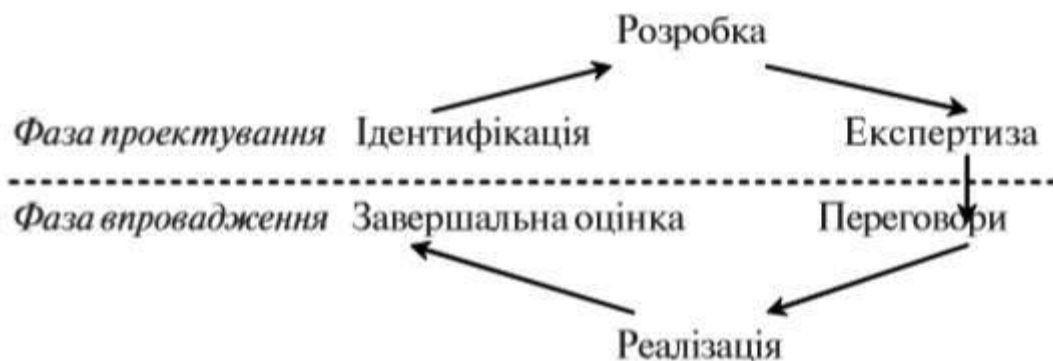 Розробка
Фаза проектування Ідентифікація Експертиза
Фаза впровадження Завершальна оцінка Переговори
Реалізація